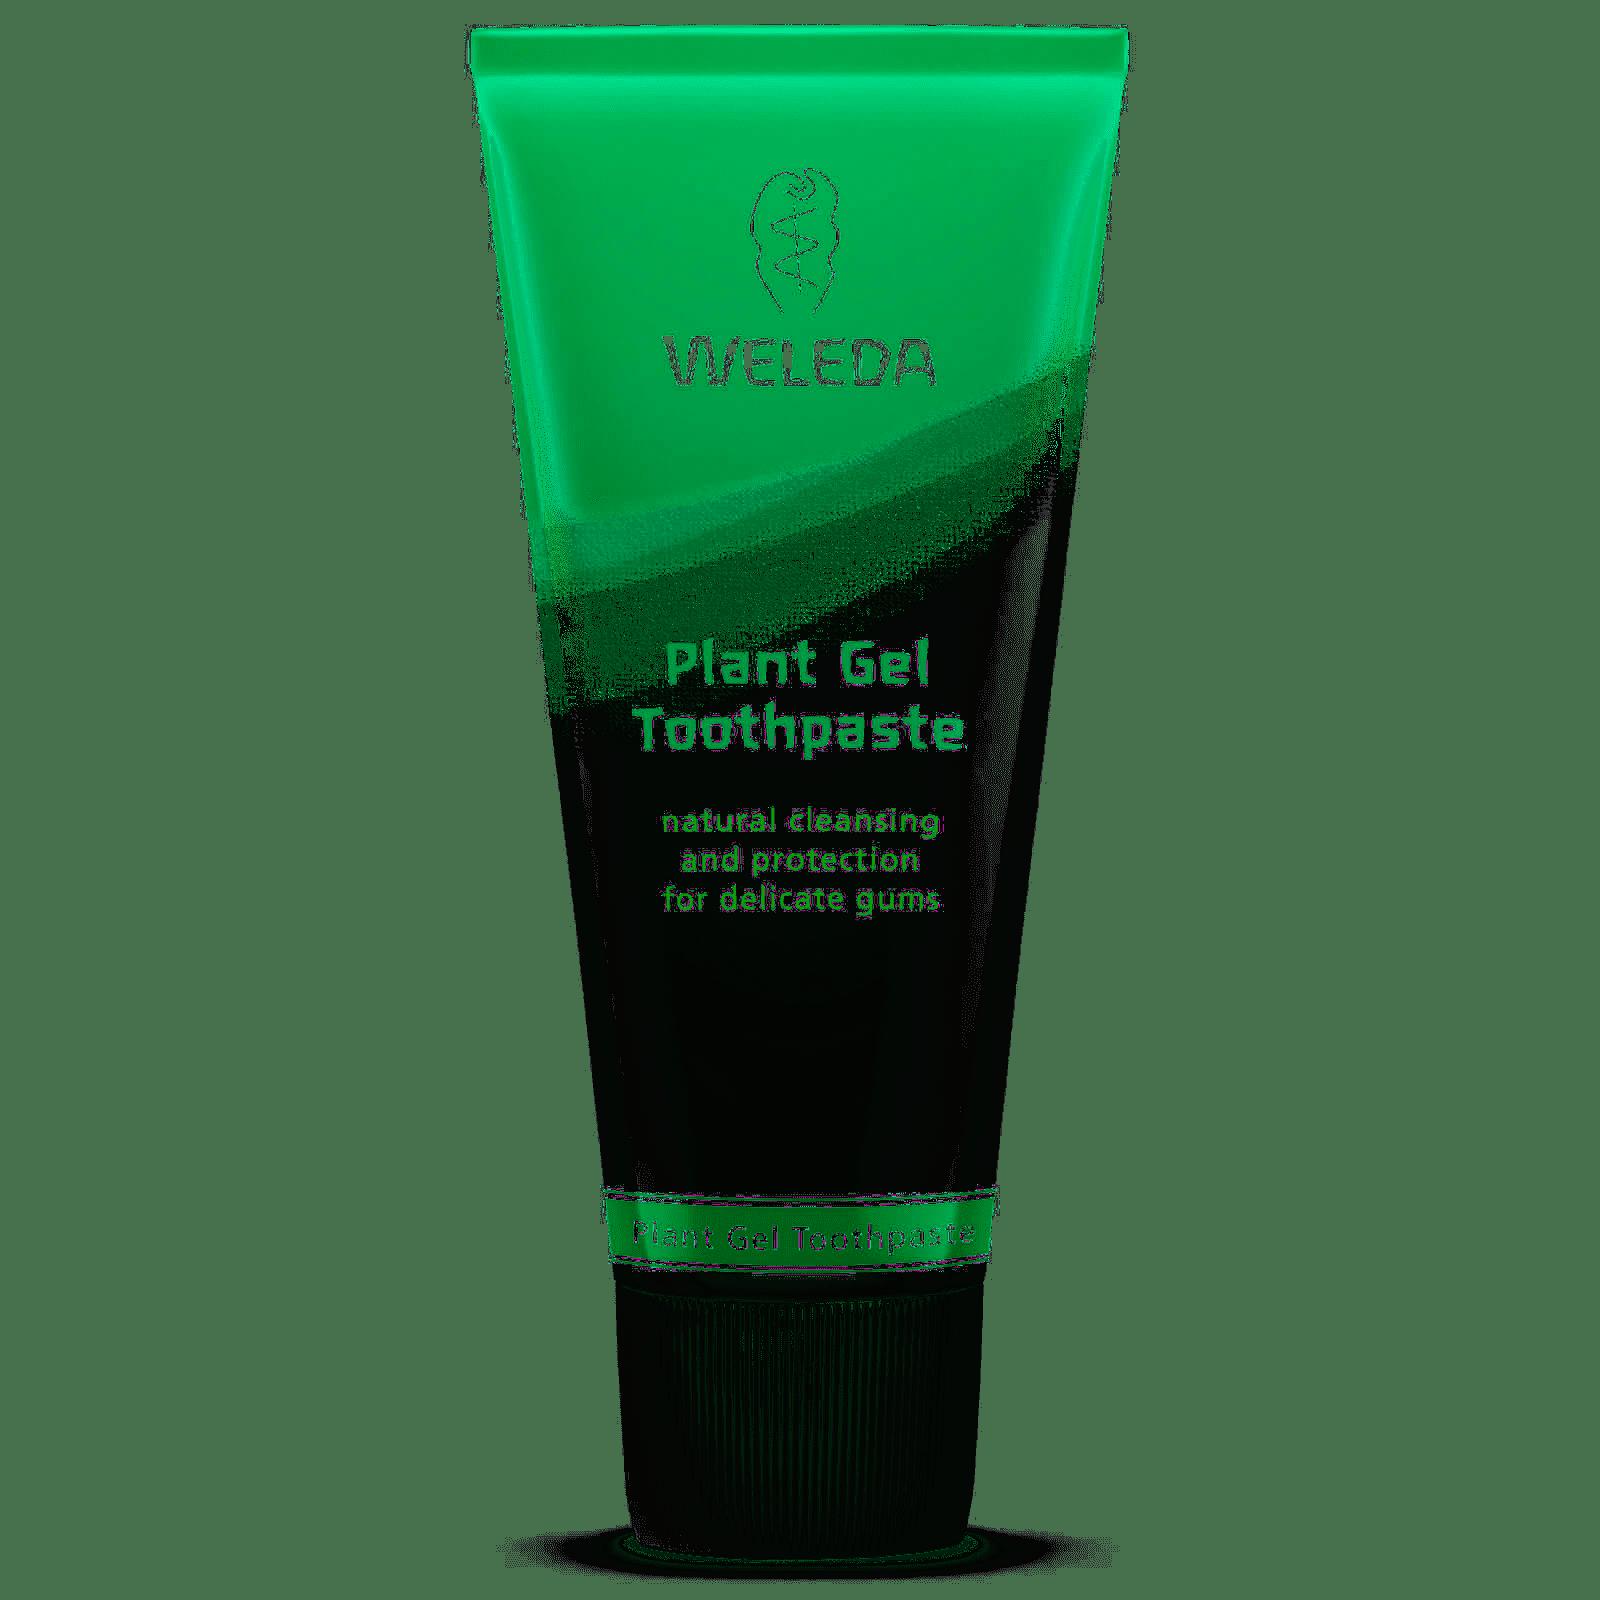 WELEDA
Plant Gel
Toothpaste
natural cleansing
and protection
for delicate gums
Plant Gel Toothpaste